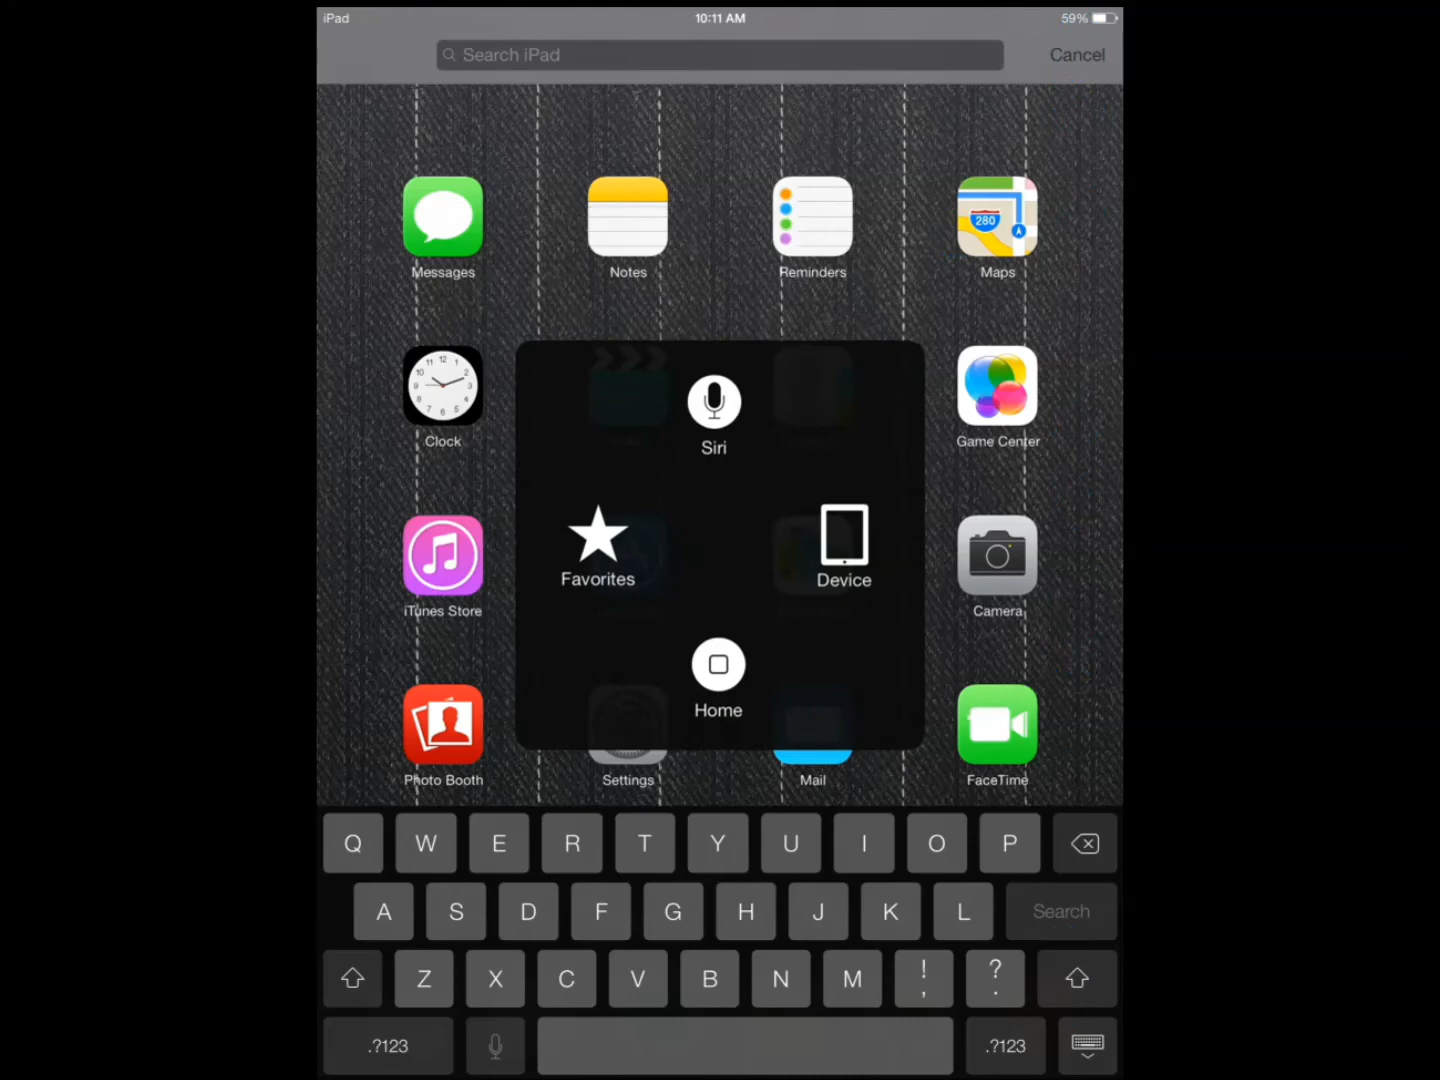 iPad 10:11 AM 59%
Search iPad Cancel
Messages Notes Reminders Maps
280
Clock Game Center
Siri
Favorites Device
iTunes Store Camera
Home
Photo Booth Settings Mail FaceTime
Q W E R T Y U I O P
A S D F G H J K L Search
Z X C V B N M ! , ? .
.?123 .?123